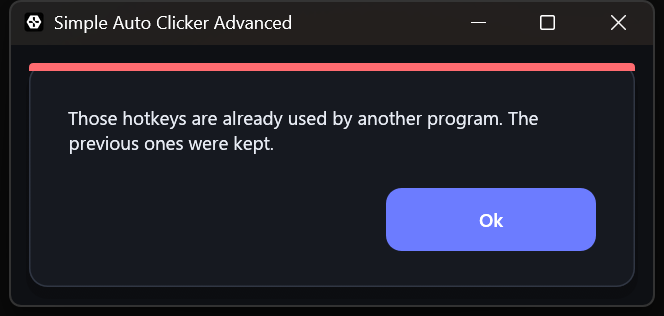 Simple Auto Clicker Advanced
Those hotkeys are already used by another program. The
previous ones were kept.
Ok